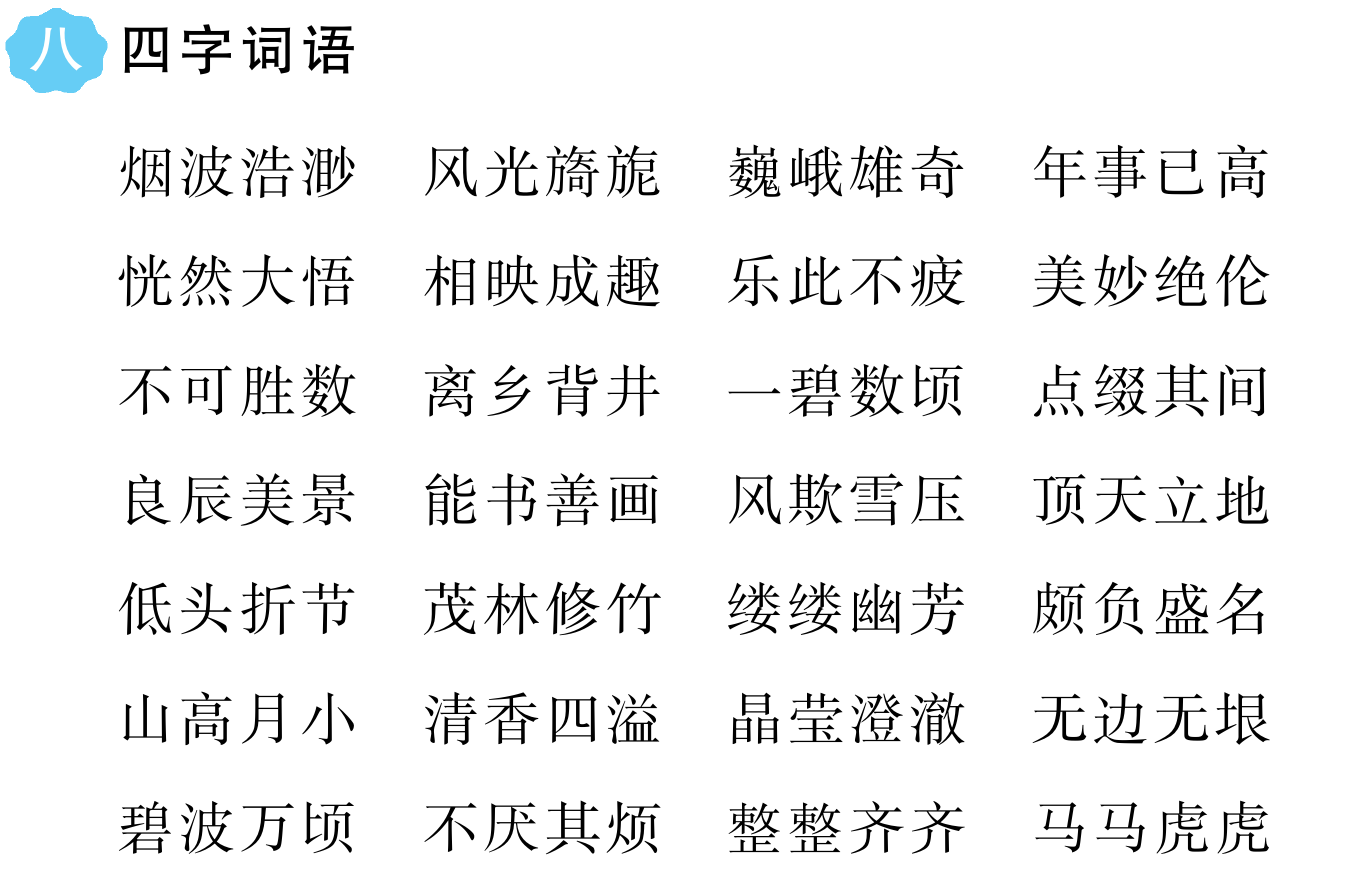 八 四字词语
烟波浩渺 风光旖旎 巍峨雄奇 年事已高
恍然大悟 相映成趣 乐此不疲 美妙绝伦
不可胜数 离乡背井 一碧数顷 点缀其间
良辰美景 能书善画 风欺雪压 顶天立地
低头折节 茂林修竹 缕缕幽芳 颇负盛名
山高月小 清香四溢 晶莹澄澈 无边无垠
碧波万顷 不厌其烦 整整齐齐 马马虎虎